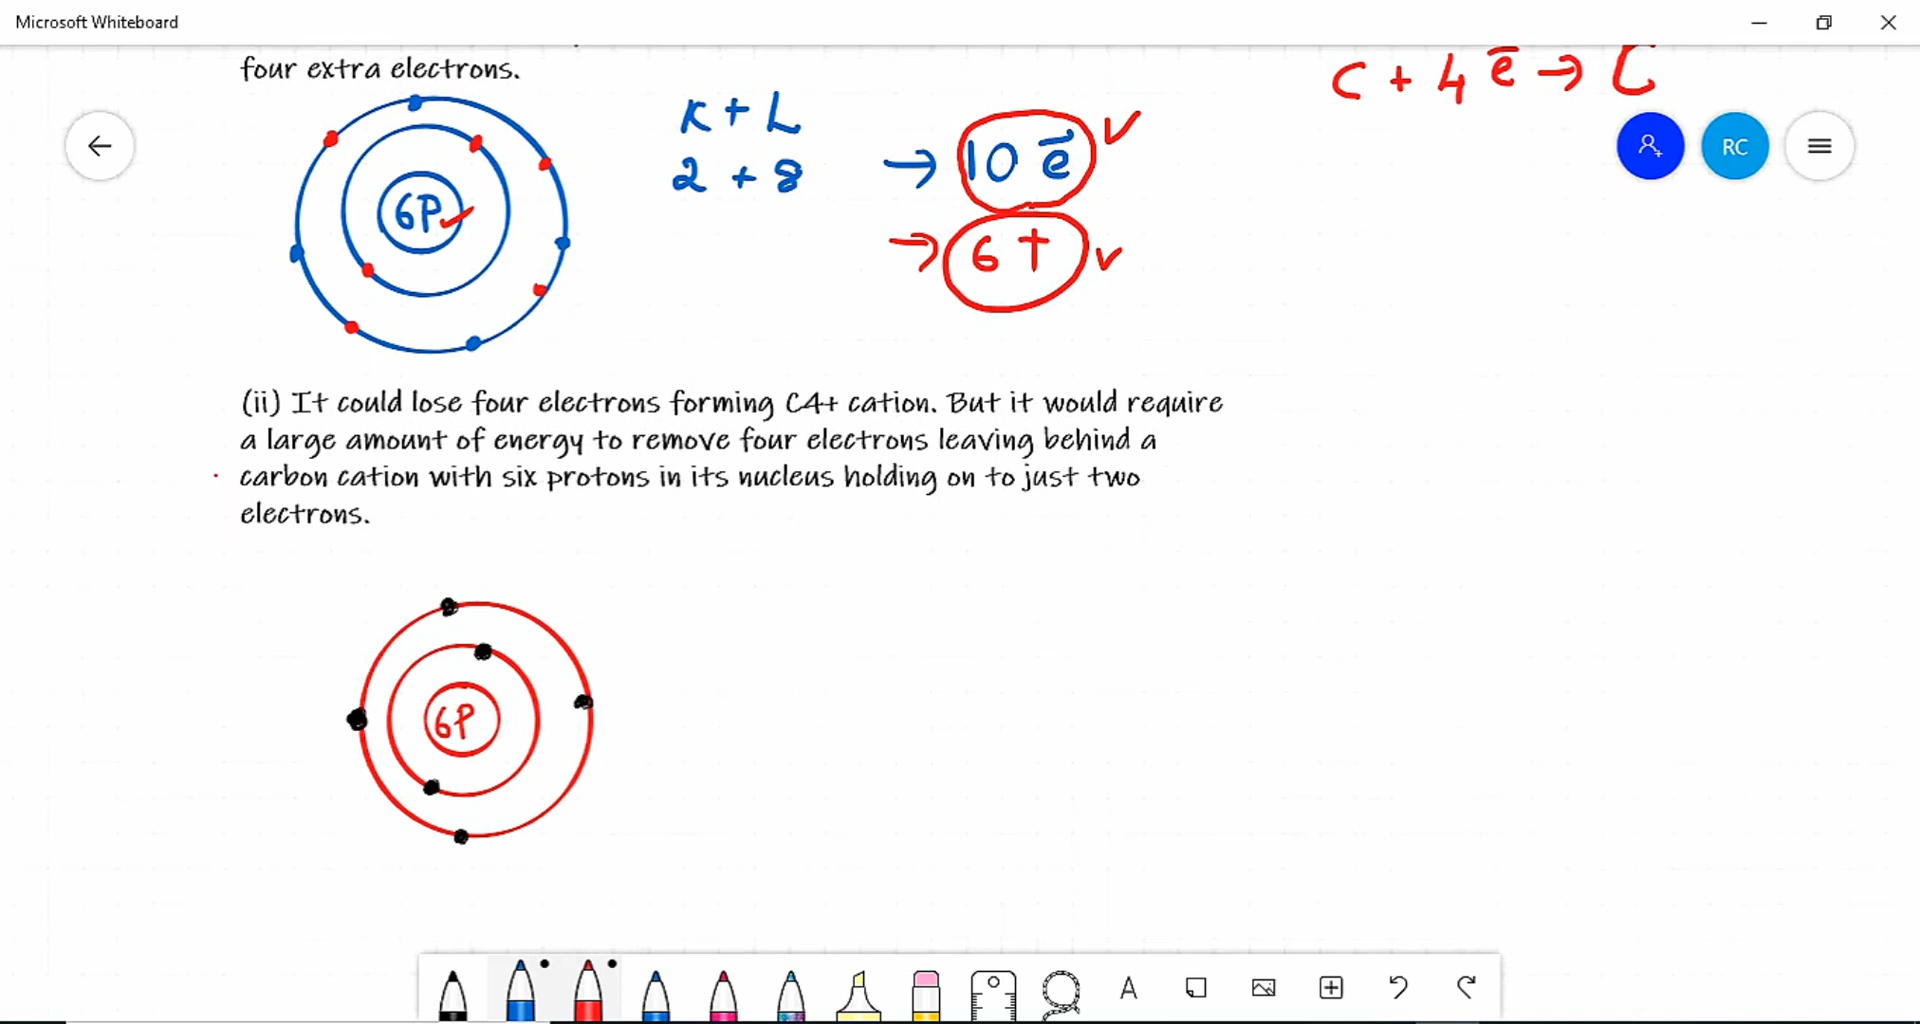 Microsoft Whiteboard
four extra electrons.
C + 4 e̅ → C
K + L
2 + 8 → 10 e̅
6P
→ 6 +
RC
(ii) It could lose four electrons forming C4+ cation. But it would require
a large amount of energy to remove four electrons leaving behind a
carbon cation with six protons in its nucleus holding on to just two
electrons.
6P
A